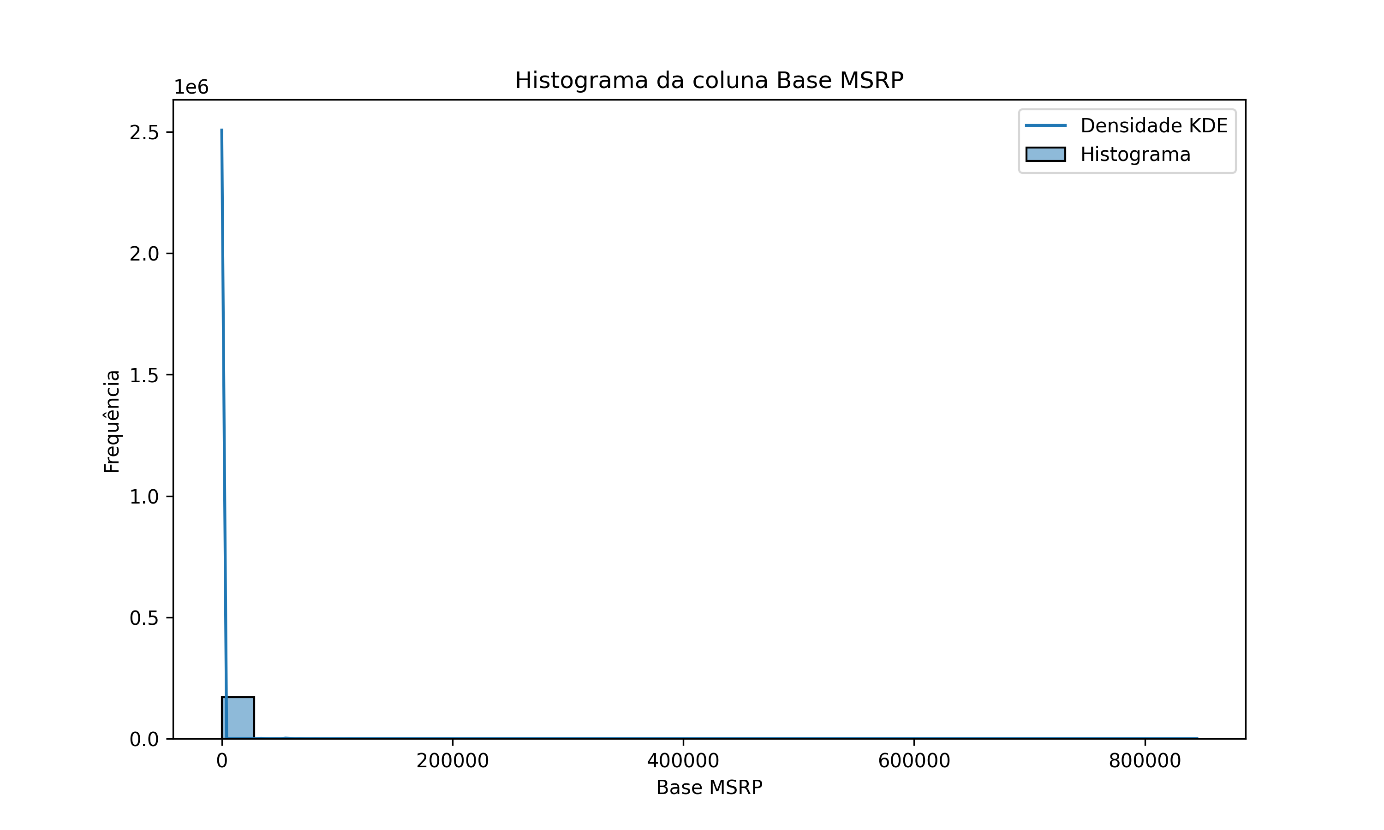 Histograma da coluna Base MSRP
1e6
Densidade KDE
Histograma
2.5
2.0
1.5
1.0
0.5
0.0
Frequência
0
200000
400000
600000
800000
Base MSRP